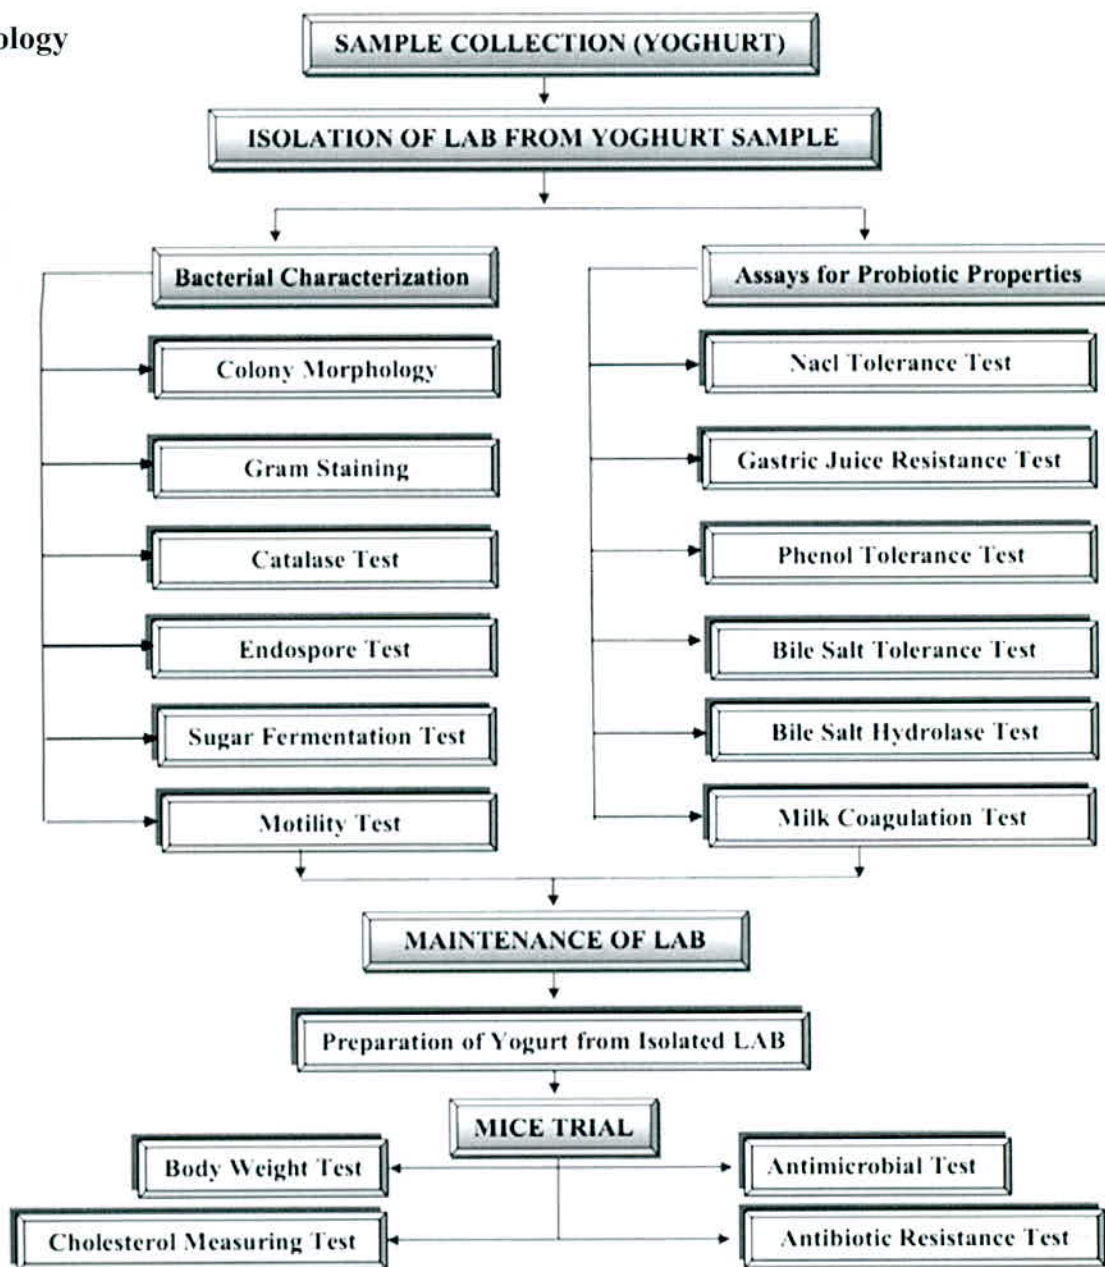 ology
SAMPLE COLLECTION (YOGHURT)
ISOLATION OF LAB FROM YOGHURT SAMPLE
Bacterial Characterization
Assays for Probiotic Properties
Colony Morphology
Nacl Tolerance Test
Gram Staining
Gastric Juice Resistance Test
Catalase Test
Phenol Tolerance Test
Endospore Test
Bile Salt Tolerance Test
Sugar Fermentation Test
Bile Salt Hydrolase Test
Motility Test
Milk Coagulation Test
MAINTENANCE OF LAB
Preparation of Yogurt from Isolated LAB
MICE TRIAL
Body Weight Test
Antimicrobial Test
Cholesterol Measuring Test
Antibiotic Resistance Test